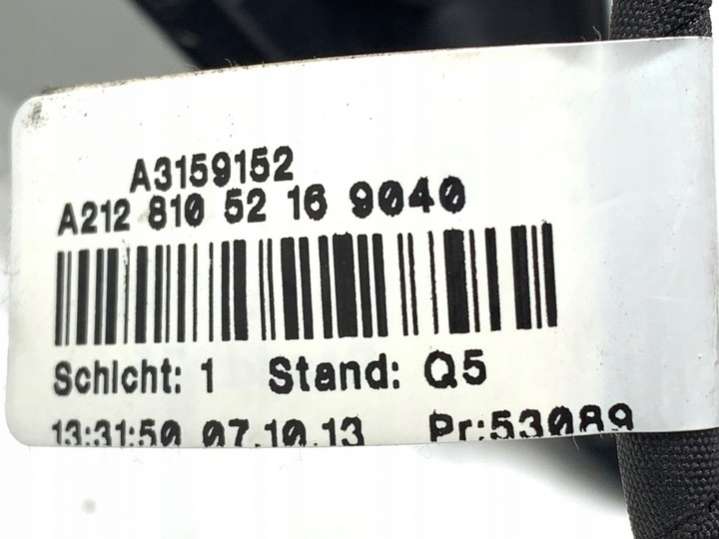 A3159152
A212 810 52 16 9040
Schicht: 1 Stand: Q5
13:31:50 07.10.13 Pr:53089